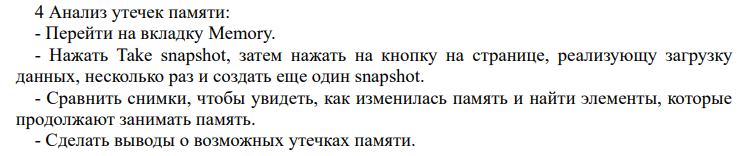 4 Анализ утечек памяти:
- Перейти на вкладку Memory.
- Нажать Take snapshot, затем нажать на кнопку на странице, реализующу загрузку
данных, несколько раз и создать еще один snapshot.
- Сравнить снимки, чтобы увидеть, как изменилась память и найти элементы, которые
продолжают занимать память.
- Сделать выводы о возможных утечках памяти.